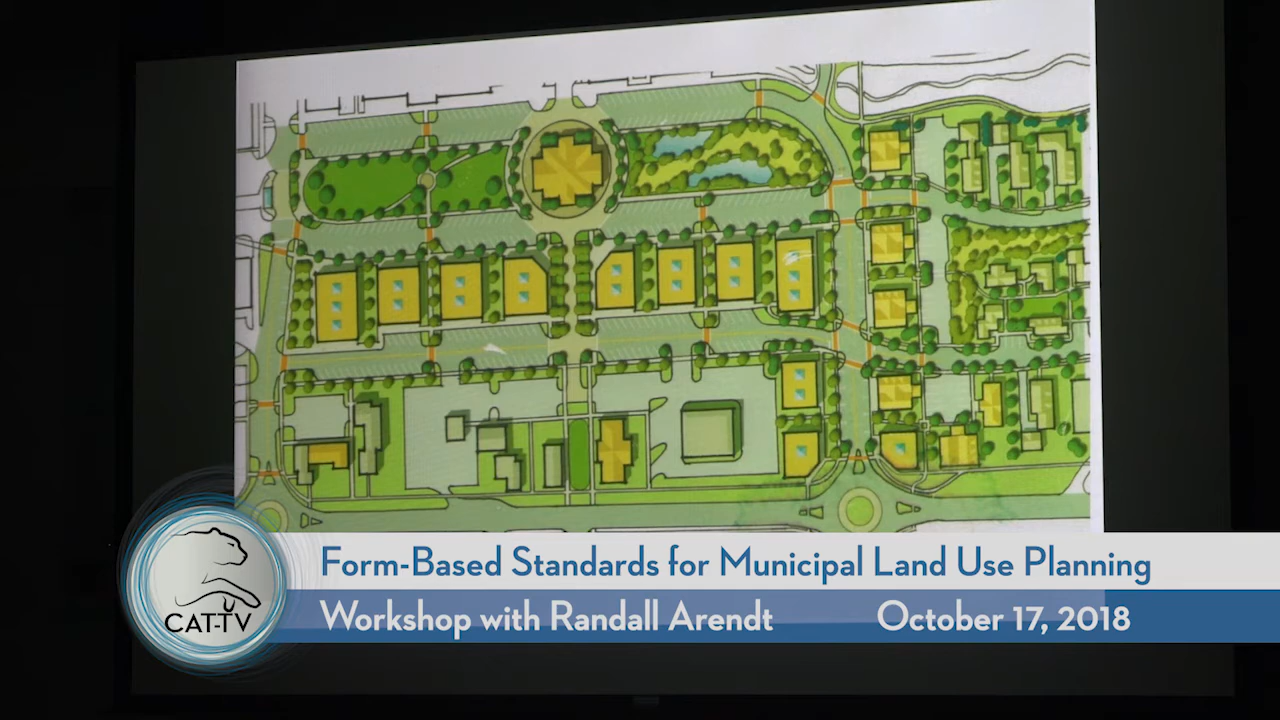 Form-Based Standards for Municipal Land Use Planning
Workshop with Randall Arendt October 17, 2018
CAT-TV